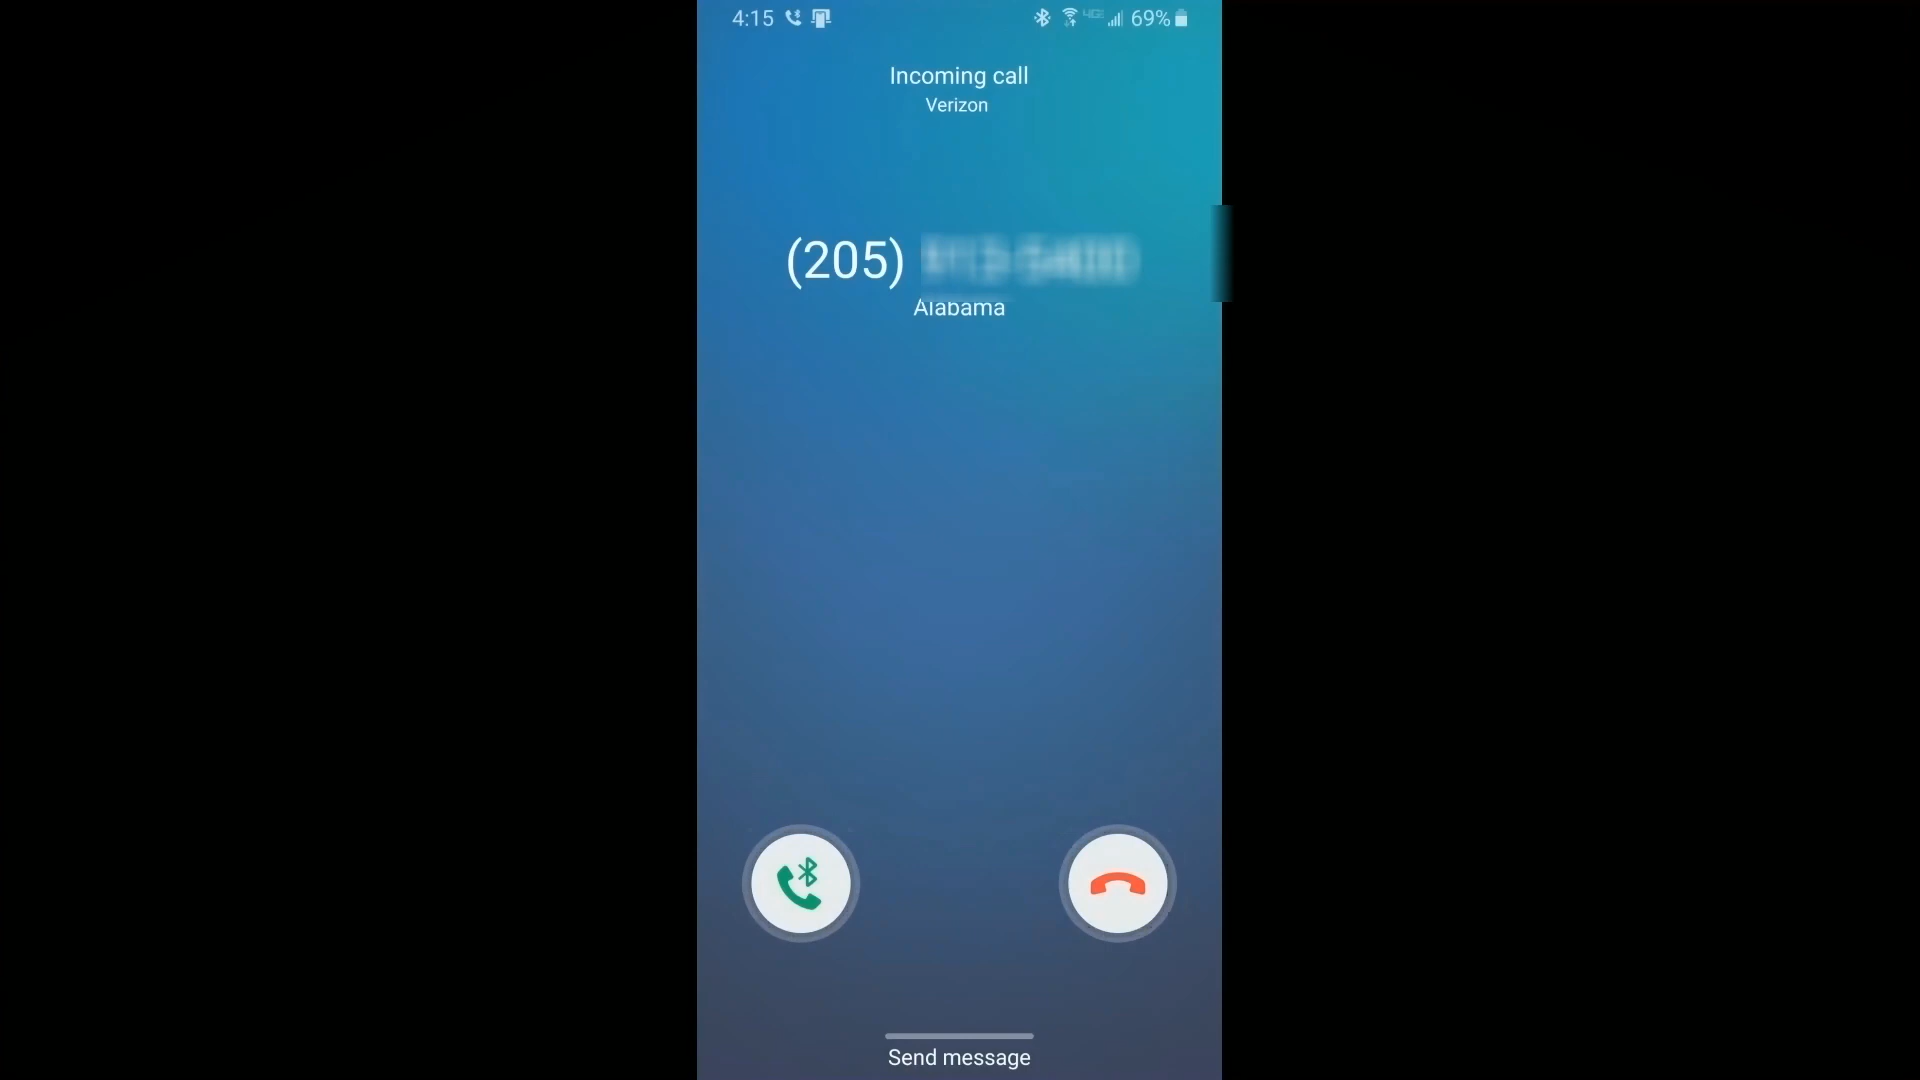 4:15 69%
Incoming call
Verizon
(205)
Alabama
Send message